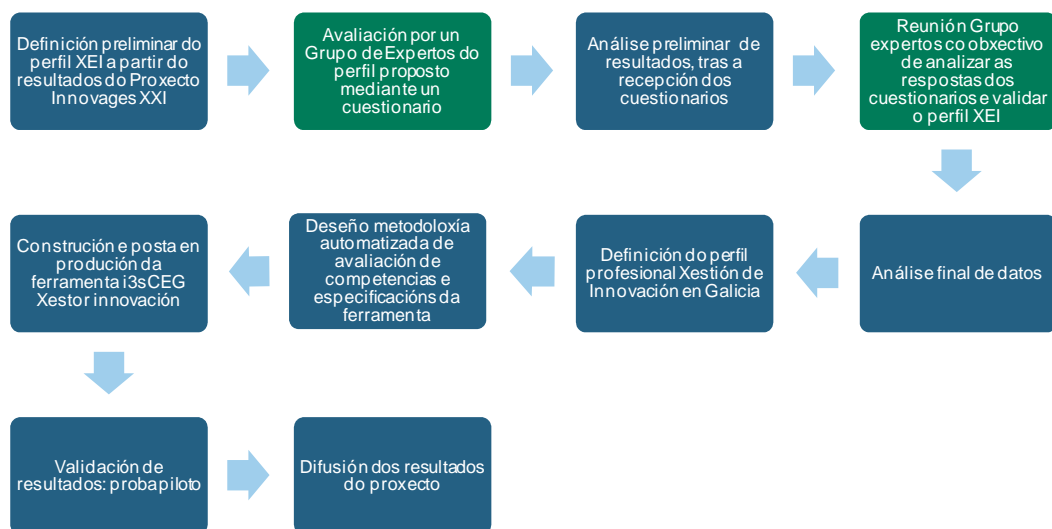 Definición preliminar do
perfil XEI a partir do
resultados do Proxecto
Innovages XXI
Avaliación por un
Grupo de Expertos do
perfil proposto
mediante un
cuestionario
Análise preliminar de
resultados, tras a
recepción dos
cuestionarios
Reunión Grupo
expertos co obxectivo
de analizar as
respostas dos
cuestionarios e validar
o perfil XEI
Construción e posta en
produción da
ferramenta i3sCEG
Xestor innovación
Deseño metodoloxía
automatizada de
avaliación de
competencias e
especificacións da
ferramenta
Definición do perfil
profesional Xestión de
Innovación en Galicia
Análise final de datos
Validación de
resultados: proba piloto
Difusión dos resultados
do proxecto